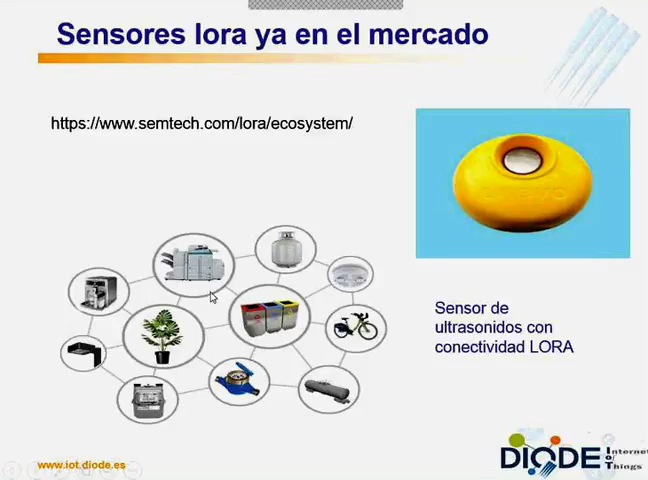 Sensores lora ya en el mercado
https://www.semtech.com/lora/ecosystem/
Sensor de
ultrasonidos con
conectividad LORA
www.iot.diode.es
DIODE
Internet
of
Things